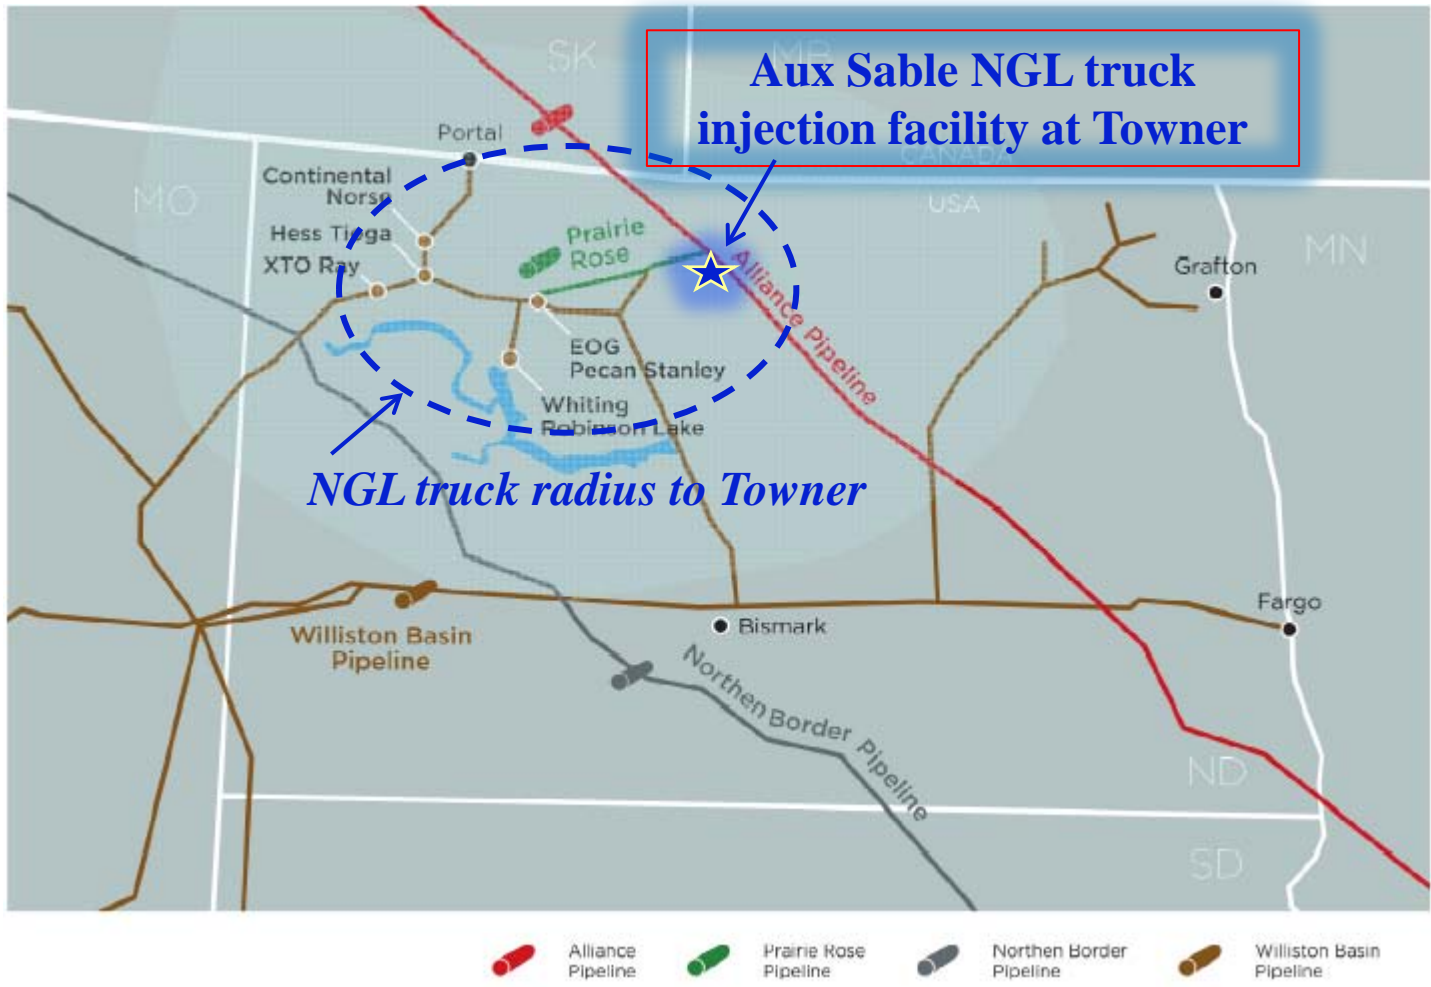 SK
MB
Aux Sable NGL truck
injection facility at Towner
CANADA
USA
Portal
Continental
Norse
MO
Hess Tioga
XTO Ray
Prairie
Rose
Alliance Pipeline
Grafton
MN
EOG
Pecan Stanley
Whiting
Robinson Lake
NGL truck radius to Towner
Williston Basin
Pipeline
Bismark
Fargo
Northen Border Pipeline
ND
SD
Alliance
Pipeline
Prairie Rose
Pipeline
Northen Border
Pipeline
Williston Basin
Pipeline